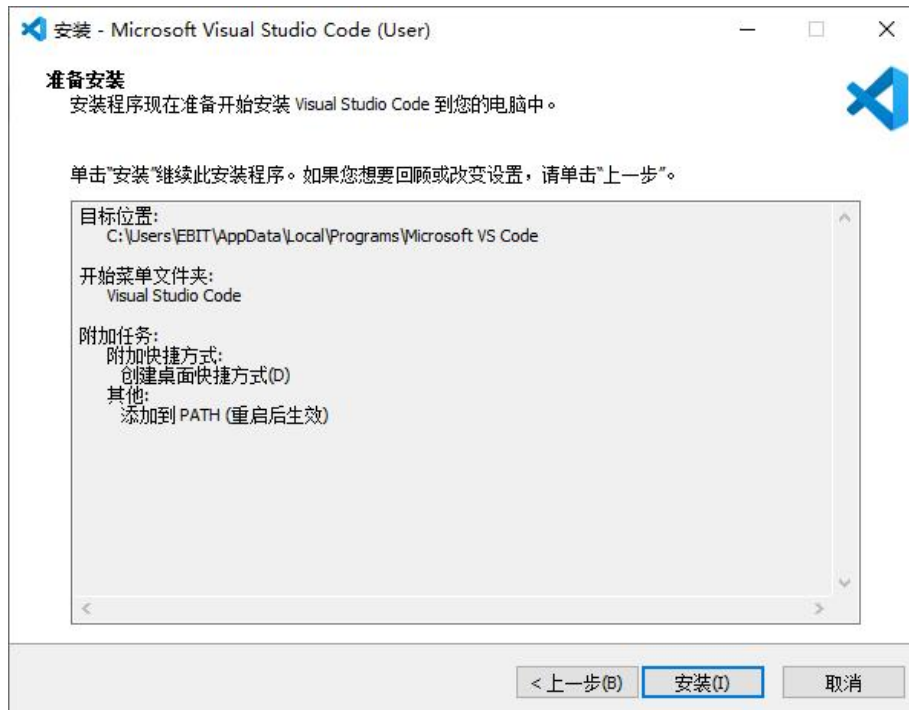 安装 - Microsoft Visual Studio Code (User)
准备安装
安装程序现在准备开始安装 Visual Studio Code 到您的电脑中。
单击"安装"继续此安装程序。如果您想要回顾或改变设置，请单击"上一步"。
目标位置:
C:\Users\EBIT\AppData\Local\Programs\Microsoft VS Code
开始菜单文件夹:
Visual Studio Code
附加任务:
附加快捷方式:
创建桌面快捷方式(D)
其他:
添加到 PATH (重启后生效)
< 上一步(B) 安装(I) 取消